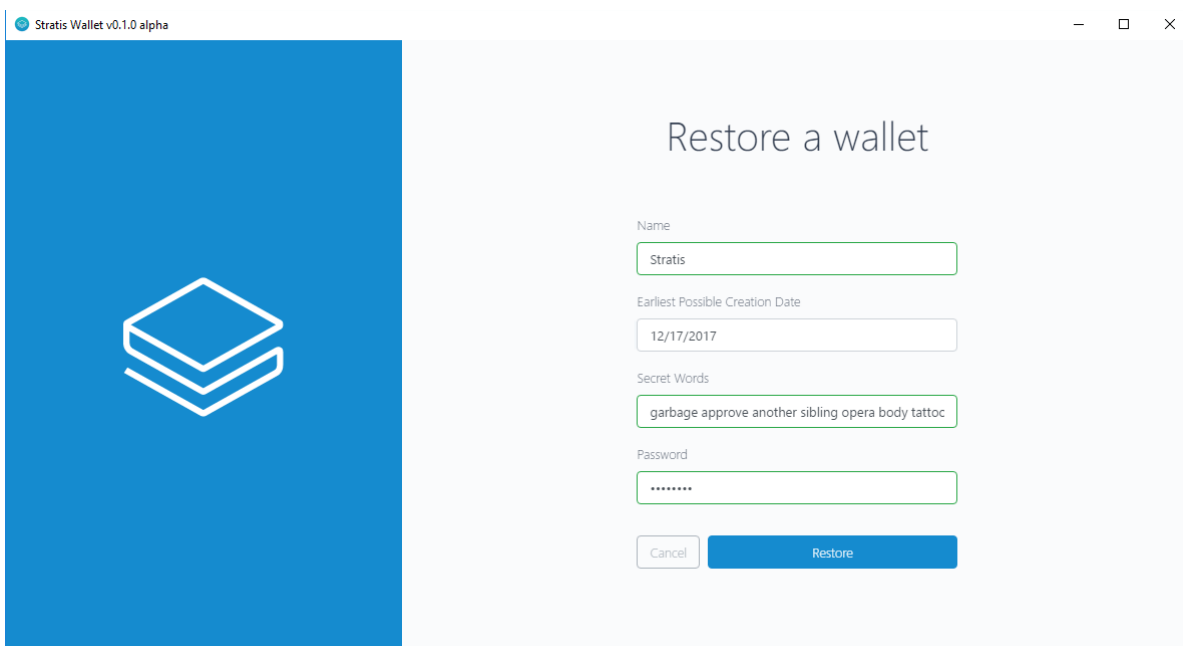 Stratis Wallet v0.1.0 alpha
Restore a wallet
Name
Stratis
Earliest Possible Creation Date
12/17/2017
Secret Words
garbage approve another sibling opera body tattoc
Password
••••••••
Cancel
Restore